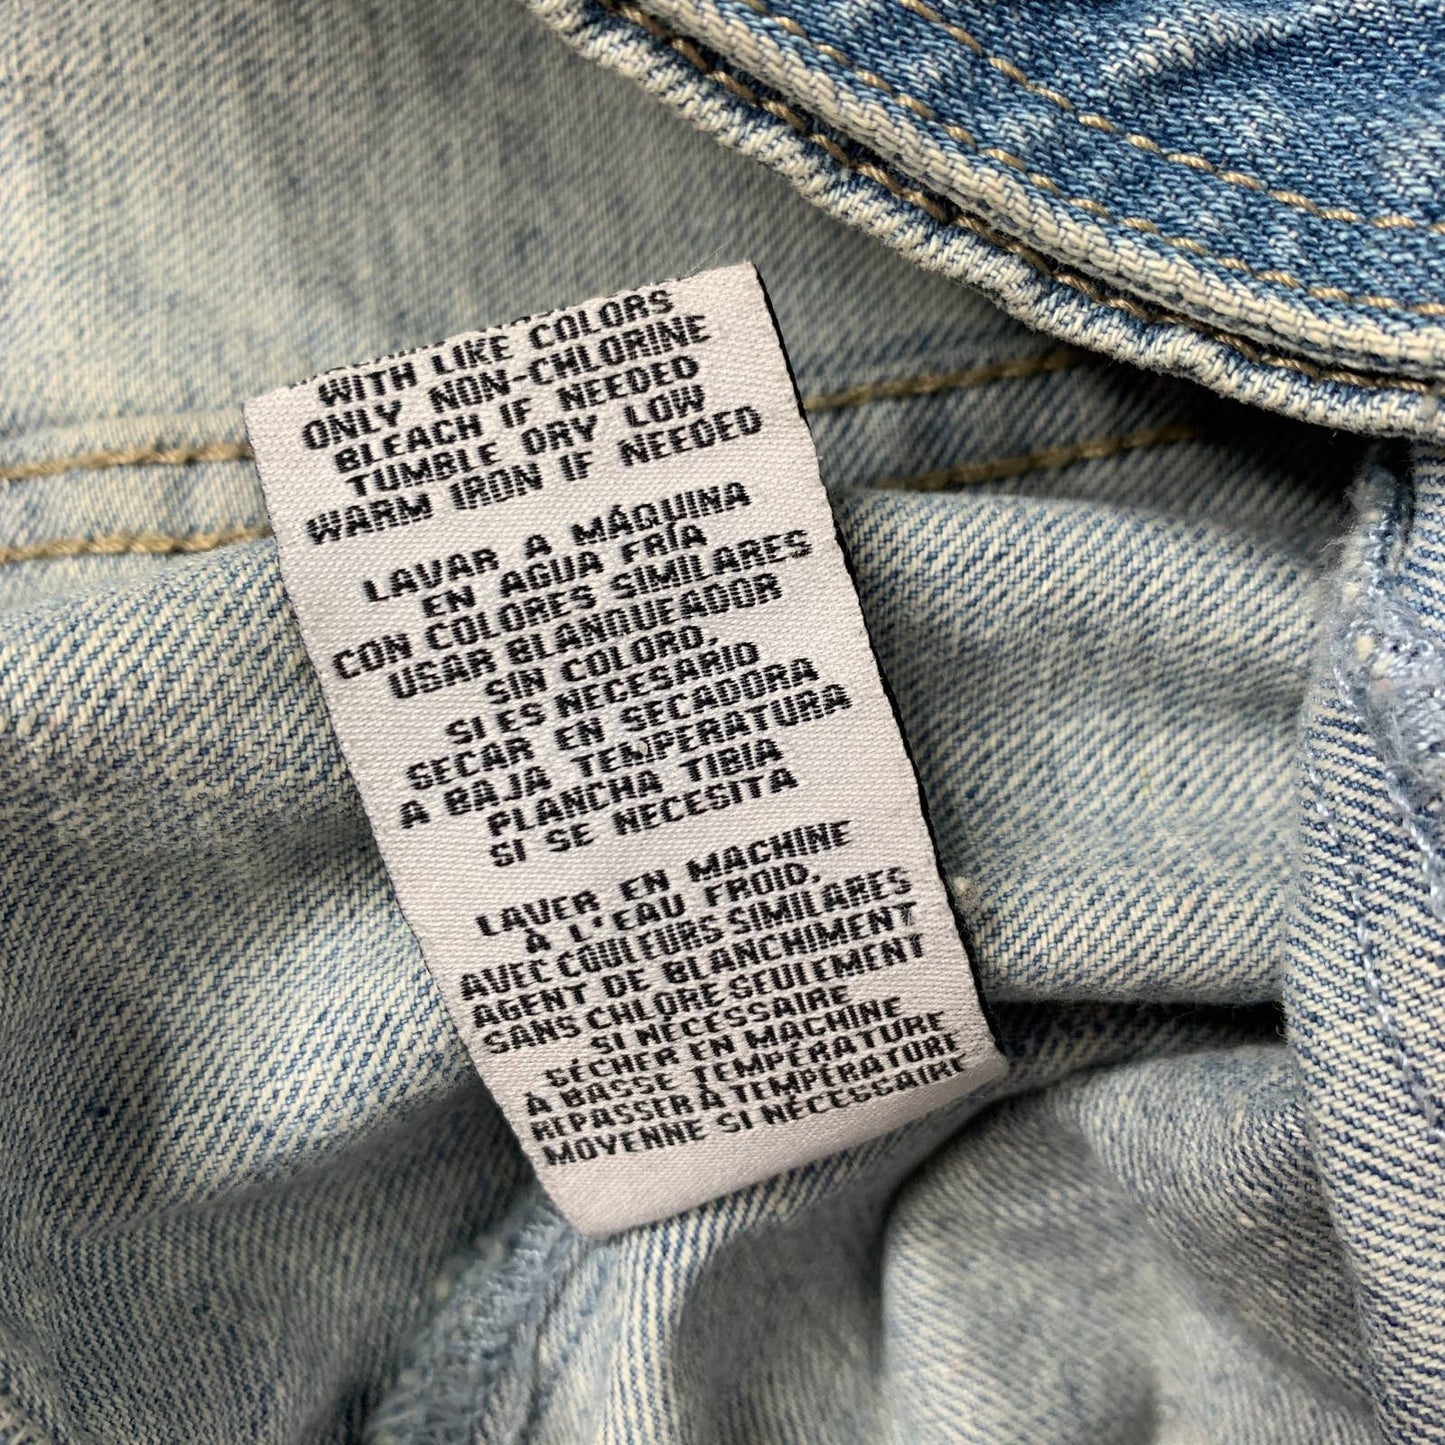 WITH LIKE COLORS
ONLY NON-CHLORINE
BLEACH IF NEEDED
TUMBLE DRY LOW
WARM IRON IF NEEDED
LAVAR A MÁQUINA
EN AGUA FRÍA
CON COLORES SIMILARES
USAR BLANQUEADOR
SIN COLORO,
SI ES NECESARIO
SECAR EN SECADORA
A BAJA TEMPERATURA
PLANCHA TIBIA
SI SE NECESITA
LAVER EN MACHINE
À L'EAU FROID,
AVEC COULEURS SIMILARES
AGENT DE BLANCHIMENT
SANS CHLORE SEULEMENT
SI NÉCESSAIRE
SÉCHER EN MACHINE
À BASSE TEMPÉRATURE
REPASSER À TEMPÉRATURE
MOYENNE SI NÉCESSAIRE